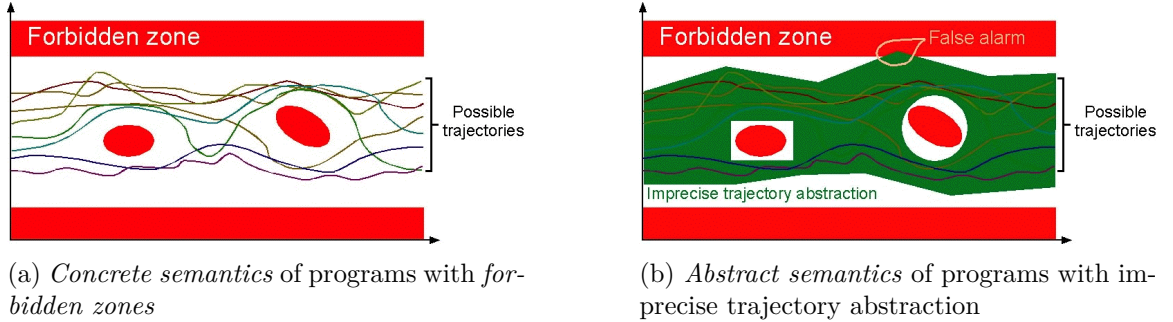 Forbidden zone
Possible
trajectories
(a) Concrete semantics of programs with for-
bidden zones
Forbidden zone
False alarm
Possible
trajectories
Imprecise trajectory abstraction
(b) Abstract semantics of programs with im-
precise trajectory abstraction